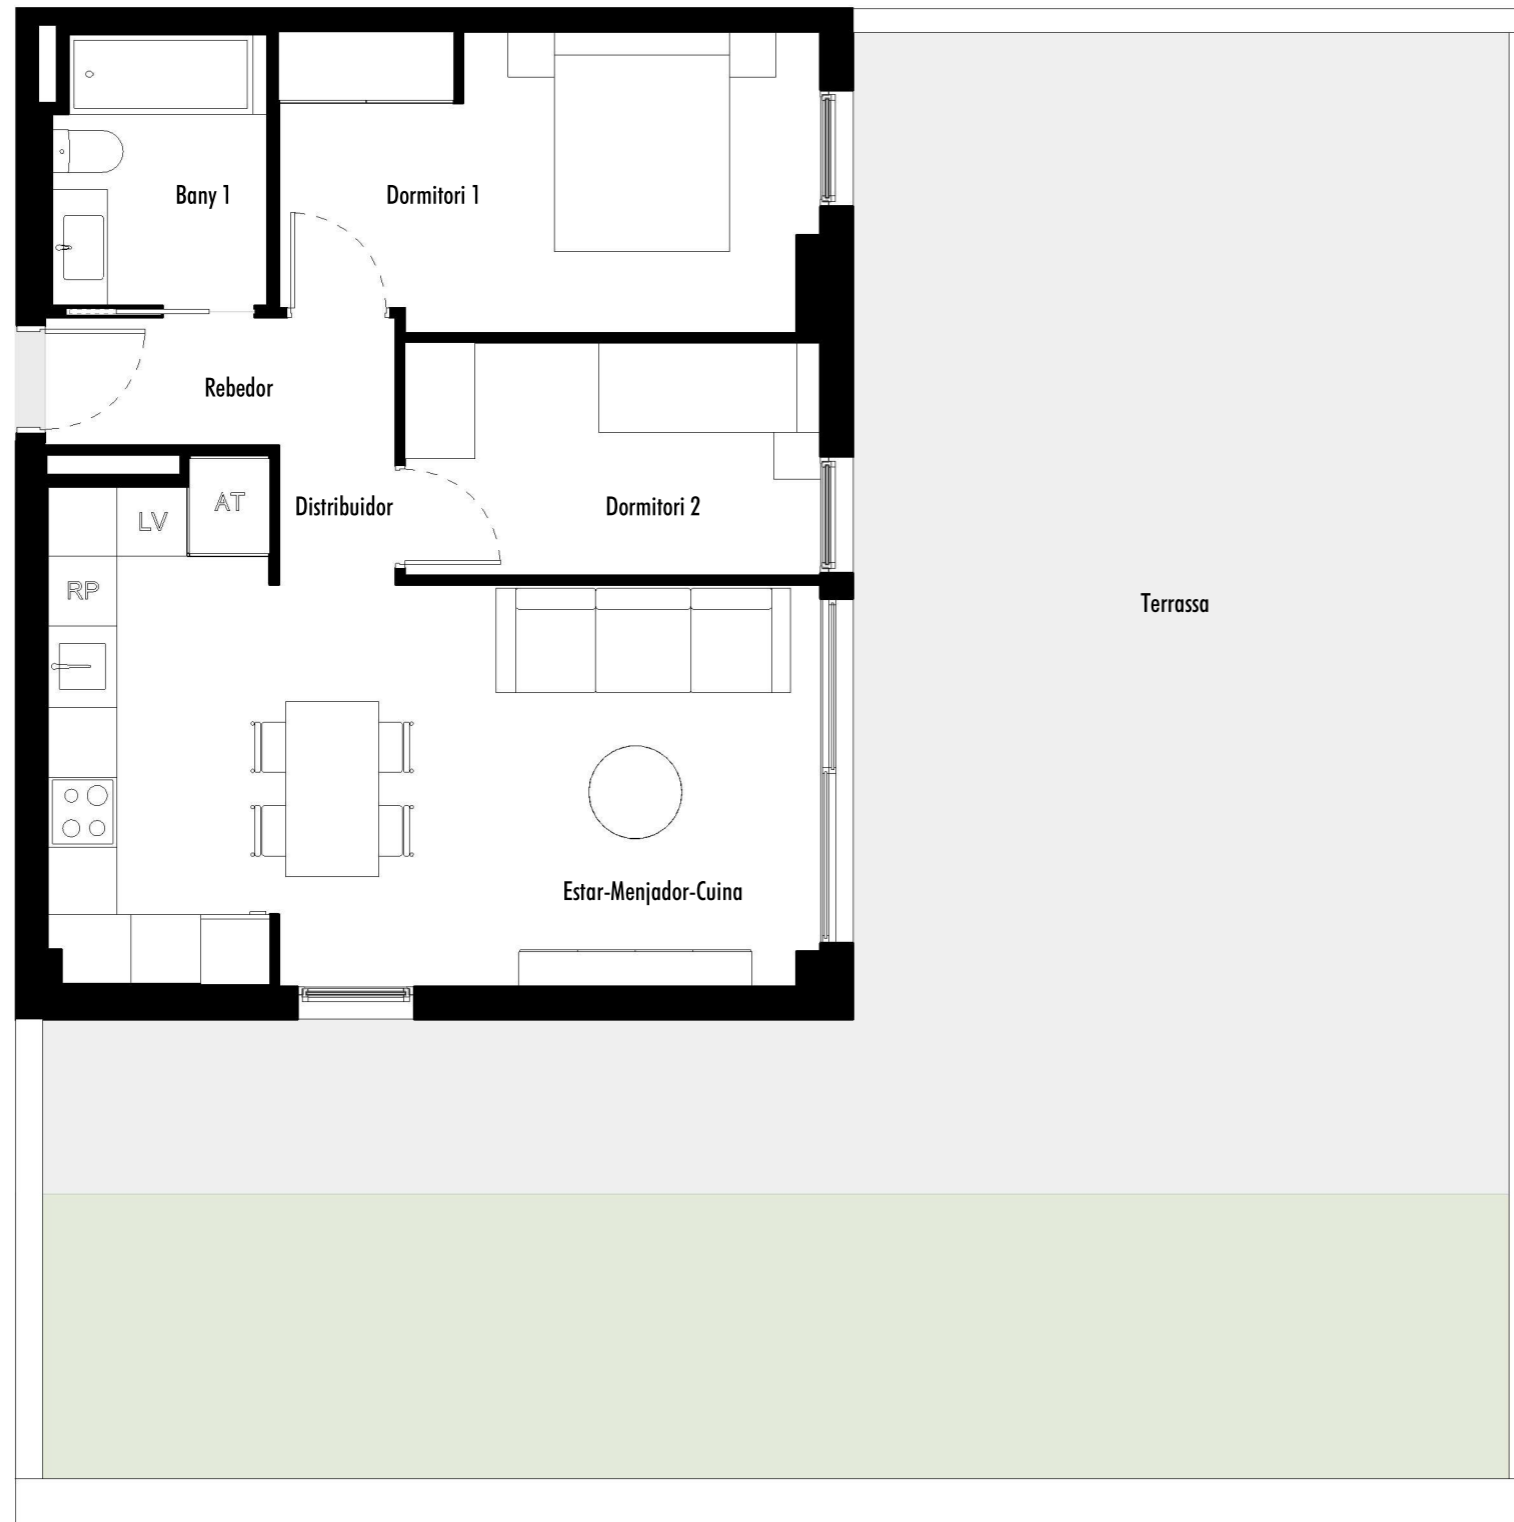 Bany 1
Dormitori 1
Rebedor
AT
LV
Distribuidor
Dormitori 2
RP
Terrassa
Estar-Menjador-Cuina